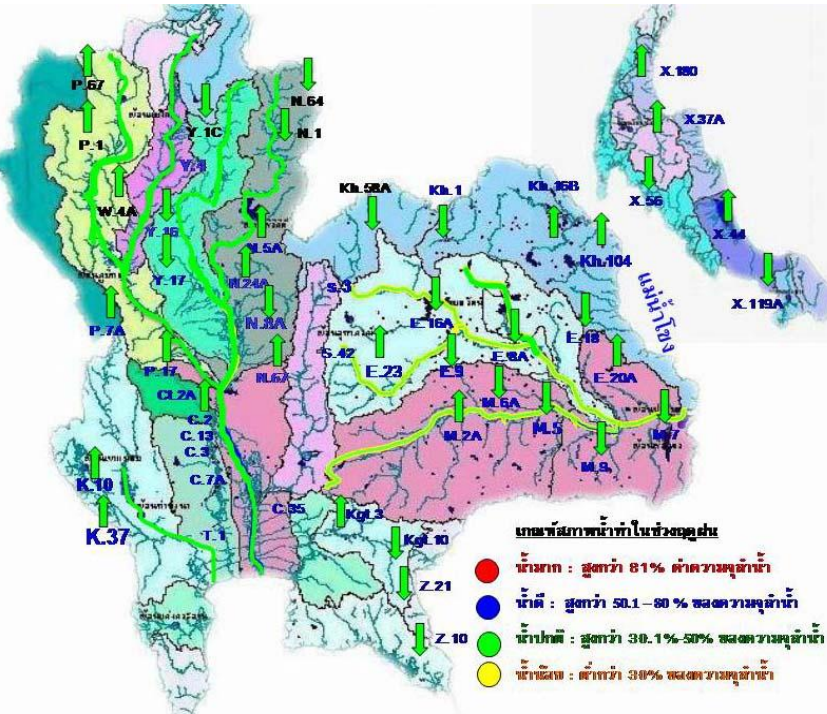 P.67
P.1
W.4A
Y.1C
Y.4
N.64
N.1
Y.16
Y.17
N.5A
N.24A
N.8A
N.67
P.7A
P.17
Ct.2A
C.2
C.13
C.3
C.7A
C.35
K.10
K.37
T.1
Kh.58A
Kh.1
Kh.16B
Kh.104
แม่น้ำโขง
S.3
S.42
E.16A
E.23
E.9
E.8A
E.18
E.20A
M.6A
M.2A
M.5
M.9
M.7
Kgt.3
Kgt.10
Z.21
Z.10
X.180
X.37A
X.56
X.44
X.119A
เกณฑ์สภาพน้ำท่าในช่วงฤดูฝน
น้ำมาก : สูงกว่า 81% ค่าความจุลำน้ำ
น้ำดี : สูงกว่า 50.1-80 % ของความจุลำน้ำ
น้ำปกติ : สูงกว่า 30.1%-50% ของความจุลำน้ำ
น้ำน้อย : ต่ำกว่า 30% ของความจุลำน้ำ